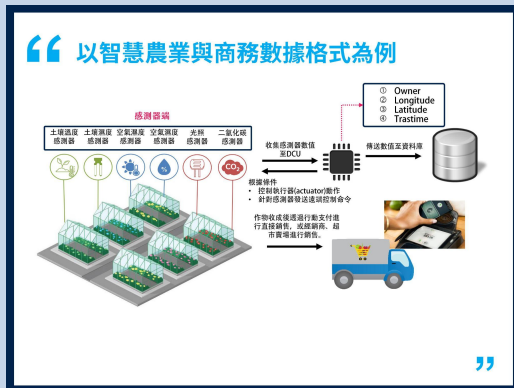 以智慧農業與商務數據格式為例
① Owner
② Longitude
③ Latitude
④ Trastime
感測器端
土壤溫度
感測器
土壤濕度
感測器
空氣溫度
感測器
空氣濕度
感測器
光照
感測器
二氧化碳
感測器
%
CO₂
收集感測器數值
至DCU
傳送數值至資料庫
根據條件
• 控制執行器(actuator)動作
• 針對感測器發送遠端控制命令
作物收成後透過行動支付進
行直接銷售，或經銷商、超
市賣場進行銷售。